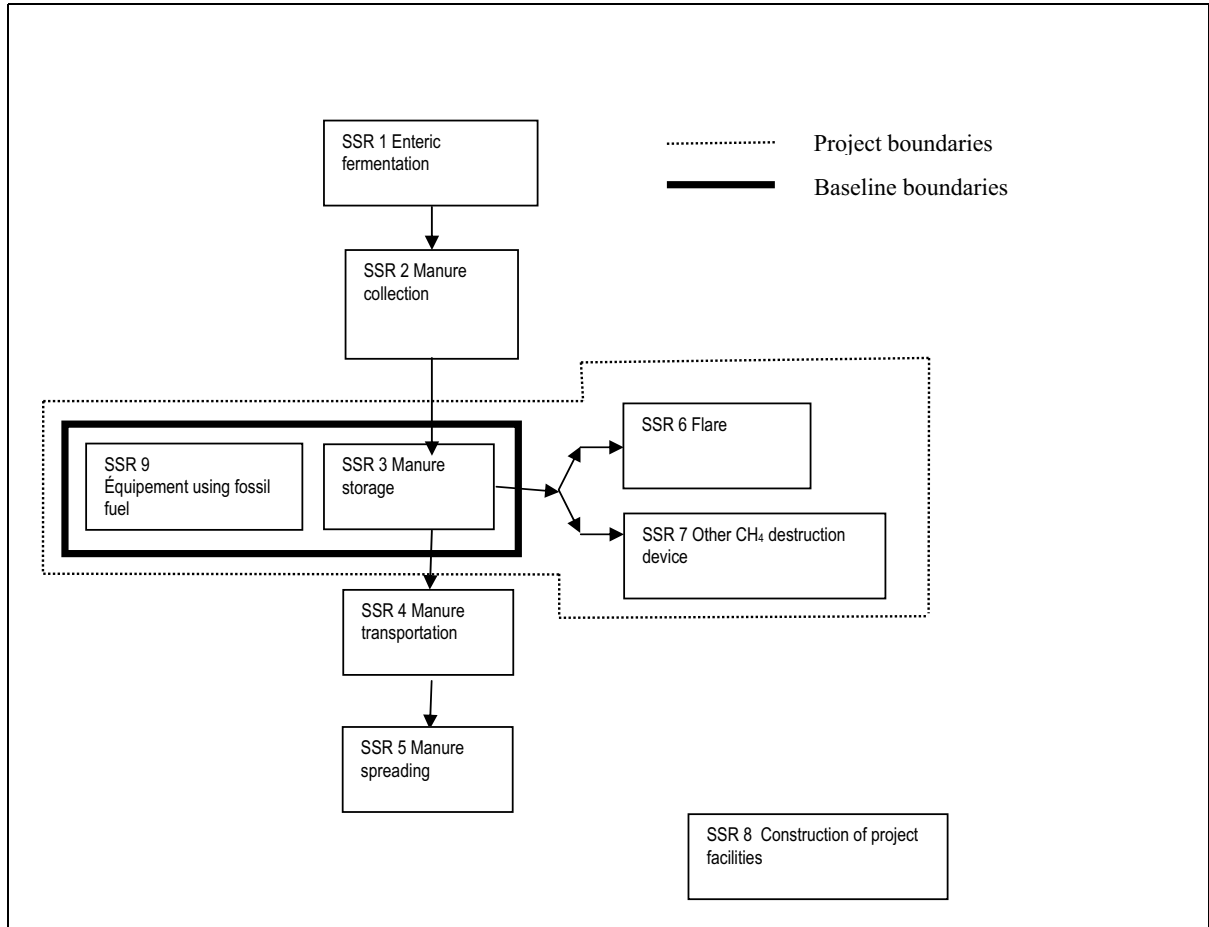 SSR 1 Enteric
fermentation
Project boundaries
Baseline boundaries
SSR 2 Manure
collection
SSR 9
Équipement using fossil
fuel
SSR 3 Manure
storage
SSR 6 Flare
SSR 7 Other CH₄ destruction
device
SSR 4 Manure
transportation
SSR 5 Manure
spreading
SSR 8 Construction of project
facilities